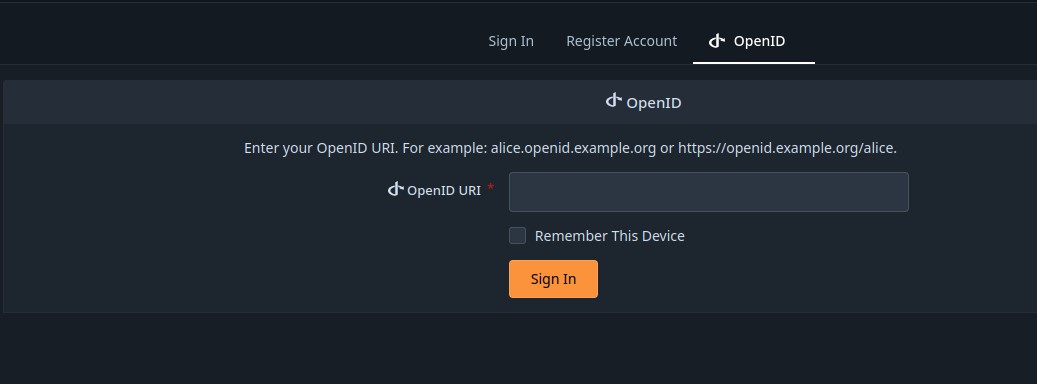 Sign In Register Account OpenID
OpenID
Enter your OpenID URI. For example: alice.openid.example.org or https://openid.example.org/alice.
OpenID URI *
Remember This Device
Sign In